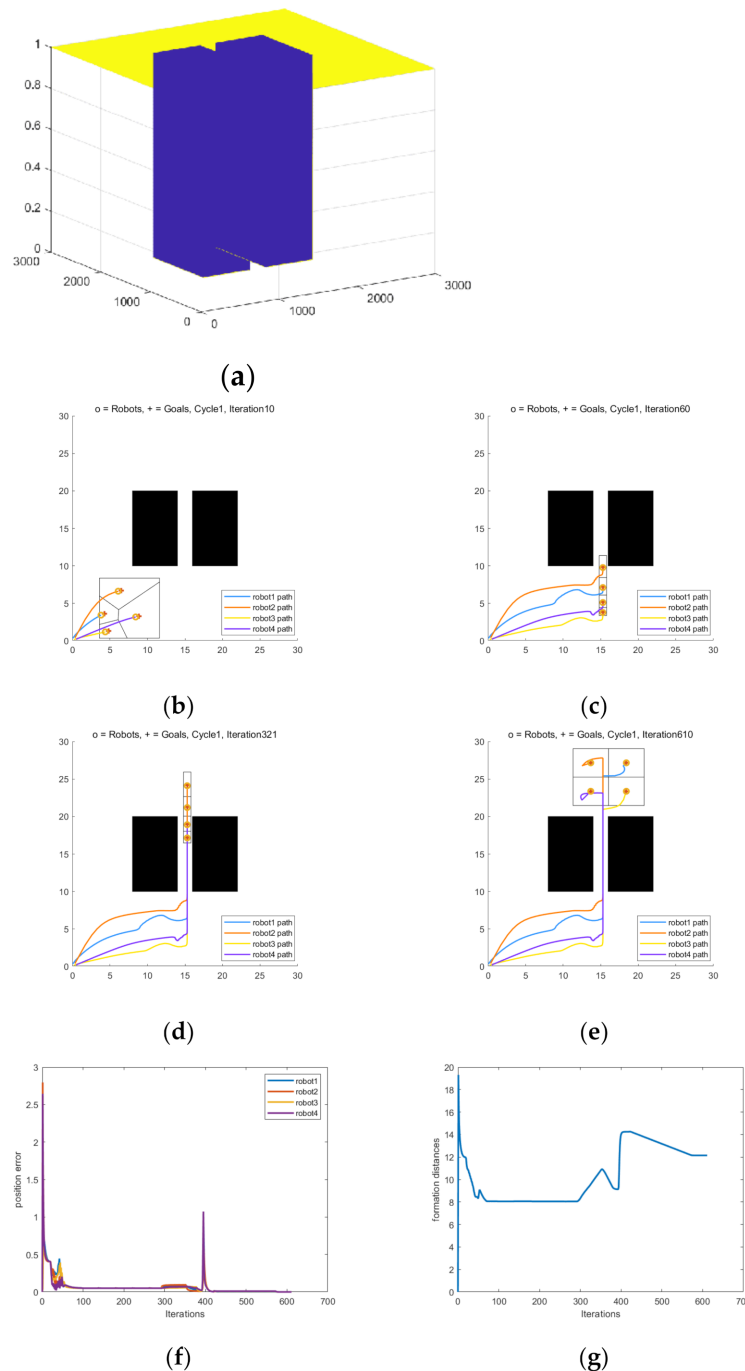 1
0.8
0.6
0.4
0.2
0
3000
2000
1000
0
0
1000
2000
3000
(a)
o = Robots, + = Goals, Cycle1, Iteration10
30
25
20
15
10
5
0
0 5 10 15 20 25 30
robot1 path
robot2 path
robot3 path
robot4 path
(b)
o = Robots, + = Goals, Cycle1, Iteration60
30
25
20
15
10
5
0
0 5 10 15 20 25 30
robot1 path
robot2 path
robot3 path
robot4 path
(c)
o = Robots, + = Goals, Cycle1, Iteration321
30
25
20
15
10
5
0
0 5 10 15 20 25 30
robot1 path
robot2 path
robot3 path
robot4 path
(d)
o = Robots, + = Goals, Cycle1, Iteration610
30
25
20
15
10
5
0
0 5 10 15 20 25 30
robot1 path
robot2 path
robot3 path
robot4 path
(e)
3
2.5
2
1.5
1
0.5
0
position error
0 100 200 300 400 500 600 700
Iterations
robot1
robot2
robot3
robot4
(f)
20
18
16
14
12
10
8
6
4
2
0
formation distances
0 100 200 300 400 500 600 70
Iterations
(g)